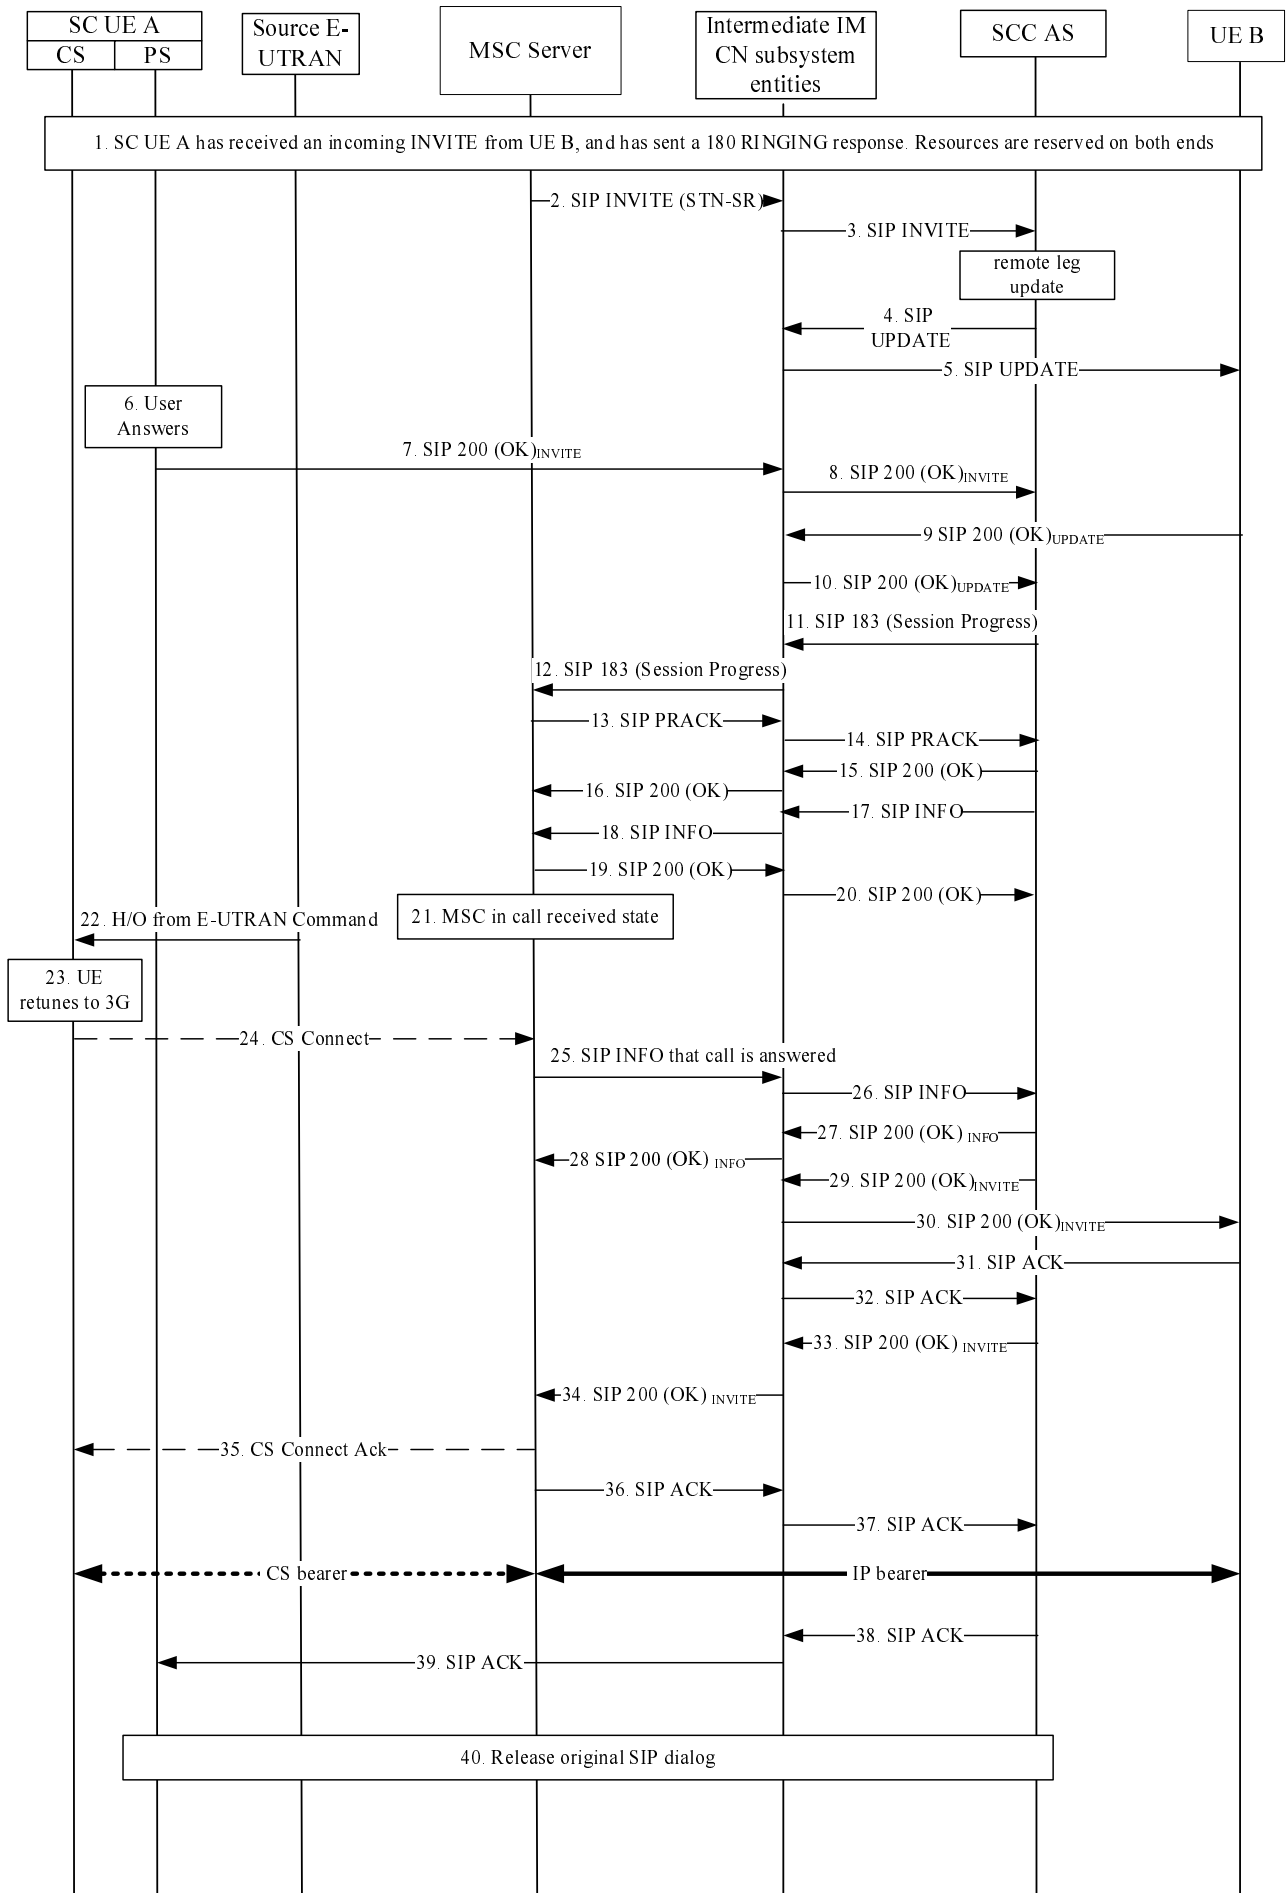 SC UE A
CS
PS
Source E-
UTRAN
MSC Server
Intermediate IM
CN subsystem
entities
SCC AS
UE B
1. SC UE A has received an incoming INVITE from UE B, and has sent a 180 RINGING response. Resources are reserved on both ends
2. SIP INVITE (STN-SR)
3. SIP INVITE
remote leg
update
4. SIP
UPDATE
5. SIP UPDATE
6. User
Answers
7. SIP 200 (OK)INVITE
8. SIP 200 (OK)INVITE
9 SIP 200 (OK)UPDATE
10. SIP 200 (OK)UPDATE
11. SIP 183 (Session Progress)
12. SIP 183 (Session Progress)
13. SIP PRACK
14. SIP PRACK
15. SIP 200 (OK)
16. SIP 200 (OK)
17. SIP INFO
18. SIP INFO
19. SIP 200 (OK)
20. SIP 200 (OK)
21. MSC in call received state
22. H/O from E-UTRAN Command
23. UE
retunes to 3G
24. CS Connect
25. SIP INFO that call is answered
26. SIP INFO
27. SIP 200 (OK) INFO
28 SIP 200 (OK) INFO
29. SIP 200 (OK)INVITE
30. SIP 200 (OK)INVITE
31. SIP ACK
32. SIP ACK
33. SIP 200 (OK) INVITE
34. SIP 200 (OK) INVITE
35. CS Connect Ack
36. SIP ACK
37. SIP ACK
CS bearer
IP bearer
38. SIP ACK
39. SIP ACK
40. Release original SIP dialog